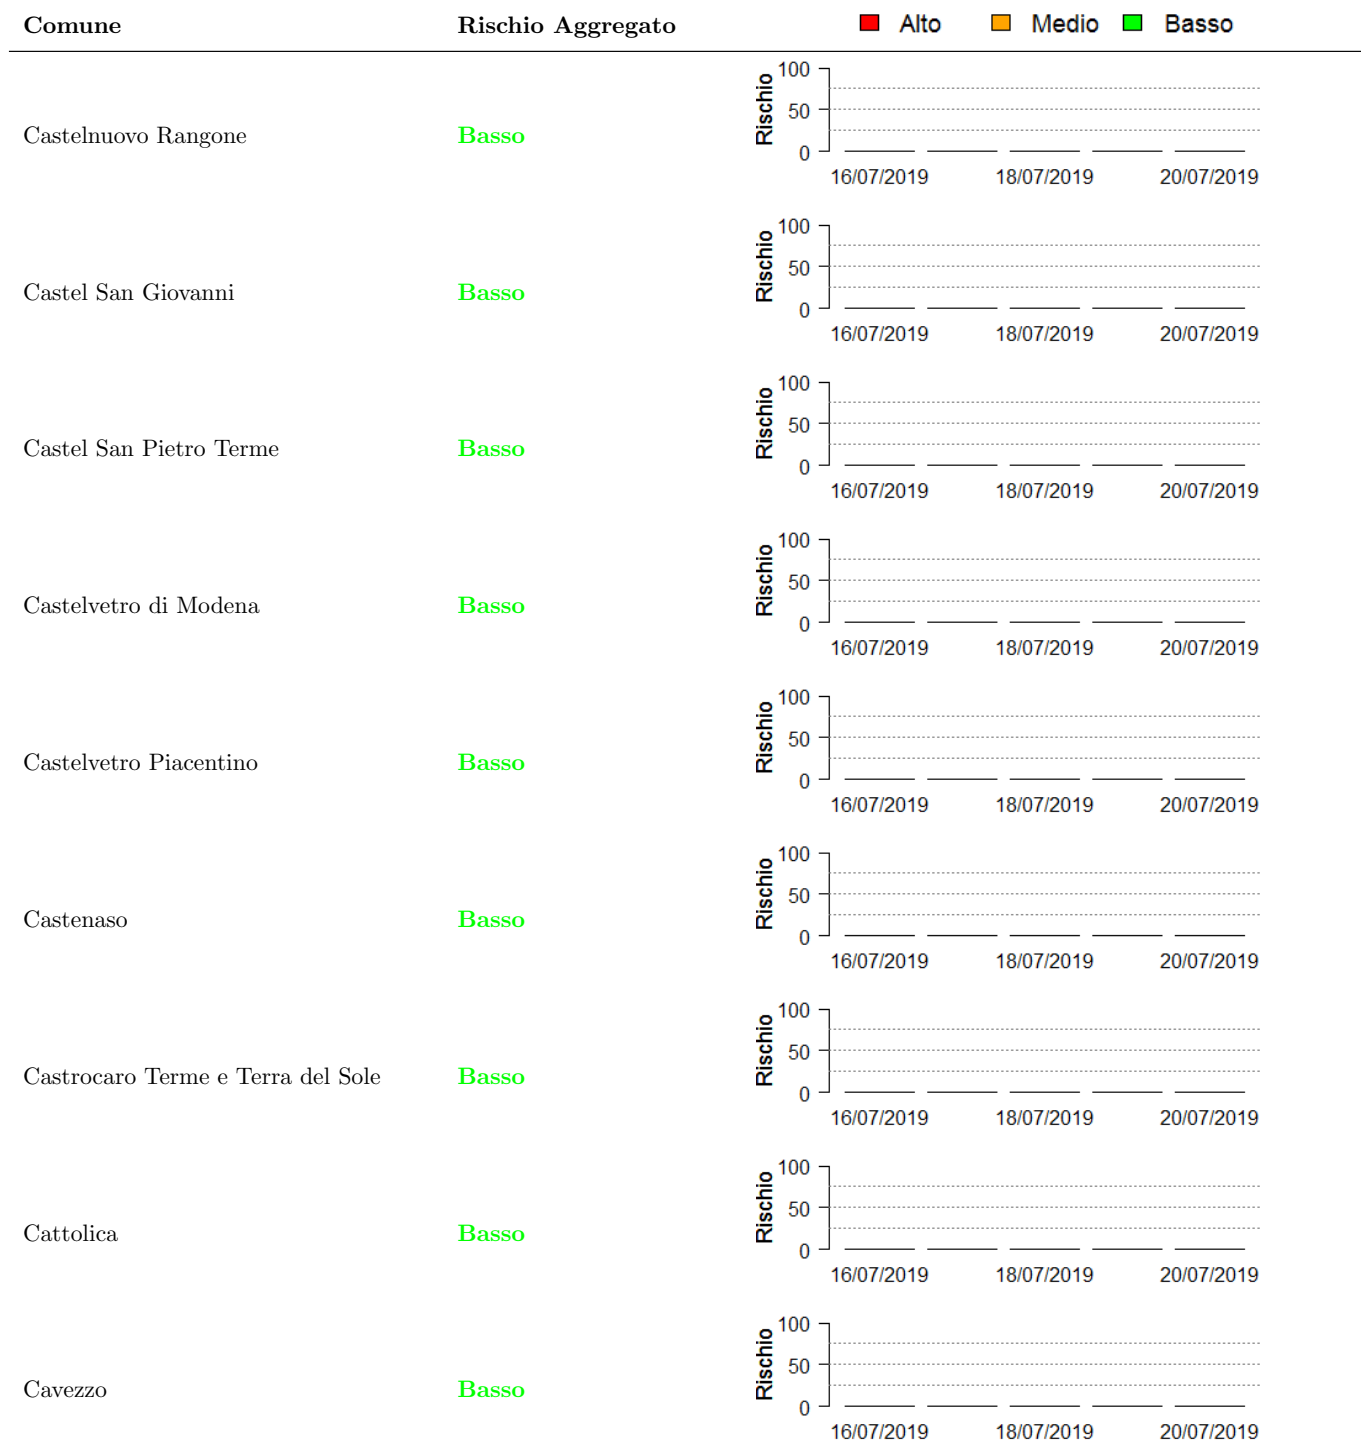 Comune Rischio Aggregato Alto Medio Basso
100
50
0
Rischio
Castelnuovo Rangone Basso
16/07/2019 18/07/2019 20/07/2019
100
50
0
Rischio
Castel San Giovanni Basso
16/07/2019 18/07/2019 20/07/2019
100
50
0
Rischio
Castel San Pietro Terme Basso
16/07/2019 18/07/2019 20/07/2019
100
50
0
Rischio
Castelvetro di Modena Basso
16/07/2019 18/07/2019 20/07/2019
100
50
0
Rischio
Castelvetro Piacentino Basso
16/07/2019 18/07/2019 20/07/2019
100
50
0
Rischio
Castenaso Basso
16/07/2019 18/07/2019 20/07/2019
100
50
0
Rischio
Castrocaro Terme e Terra del Sole Basso
16/07/2019 18/07/2019 20/07/2019
100
50
0
Rischio
Cattolica Basso
16/07/2019 18/07/2019 20/07/2019
100
50
0
Rischio
Cavezzo Basso
16/07/2019 18/07/2019 20/07/2019